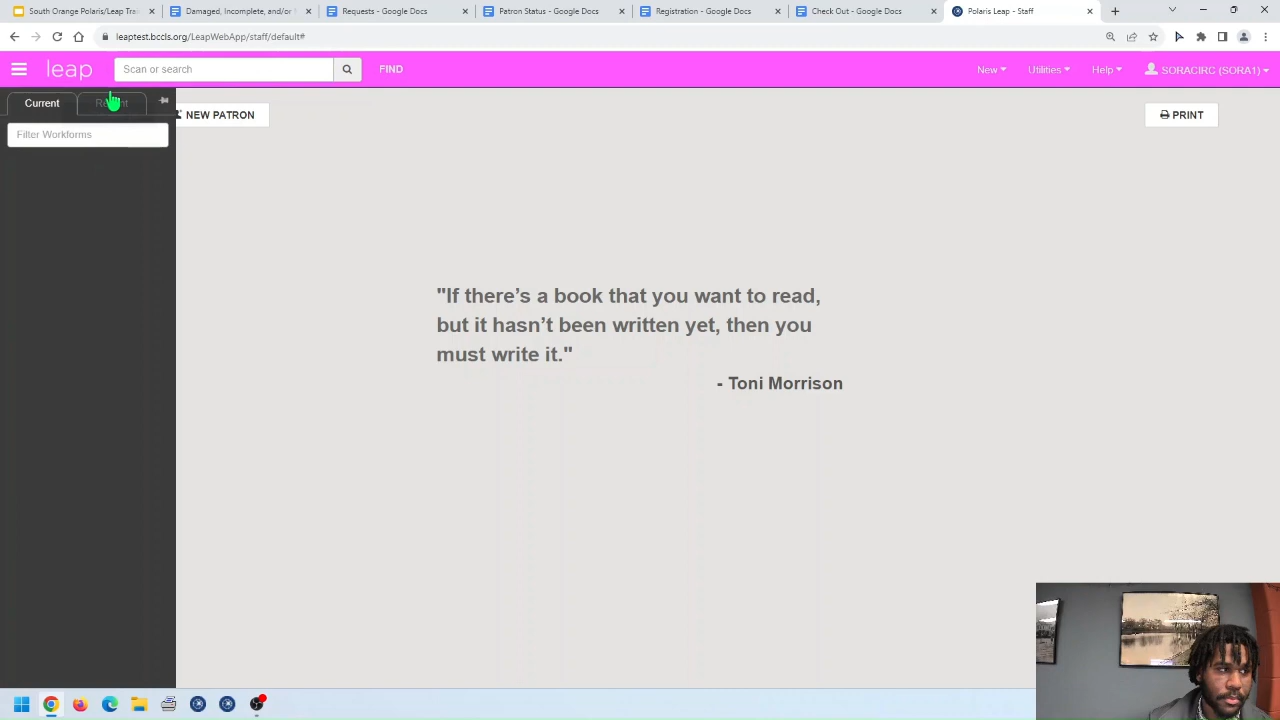 South Orange Polaris/Leap Trai
Damaged, Incomplete, and/or S
Requests - Google Docs
Patron Status - Google Docs
Registration - Google Docs
Check Out - Google Docs
Polaris Leap - Staff
leaptest.bccls.org/LeapWebApp/staff/default#
leap
Scan or search
FIND
New
Utilities
Help
SORACIRC (SORA1)
Current
NEW PATRON
PRINT
Filter Workforms
"If there's a book that you want to read,
but it hasn't been written yet, then you
must write it."
- Toni Morrison